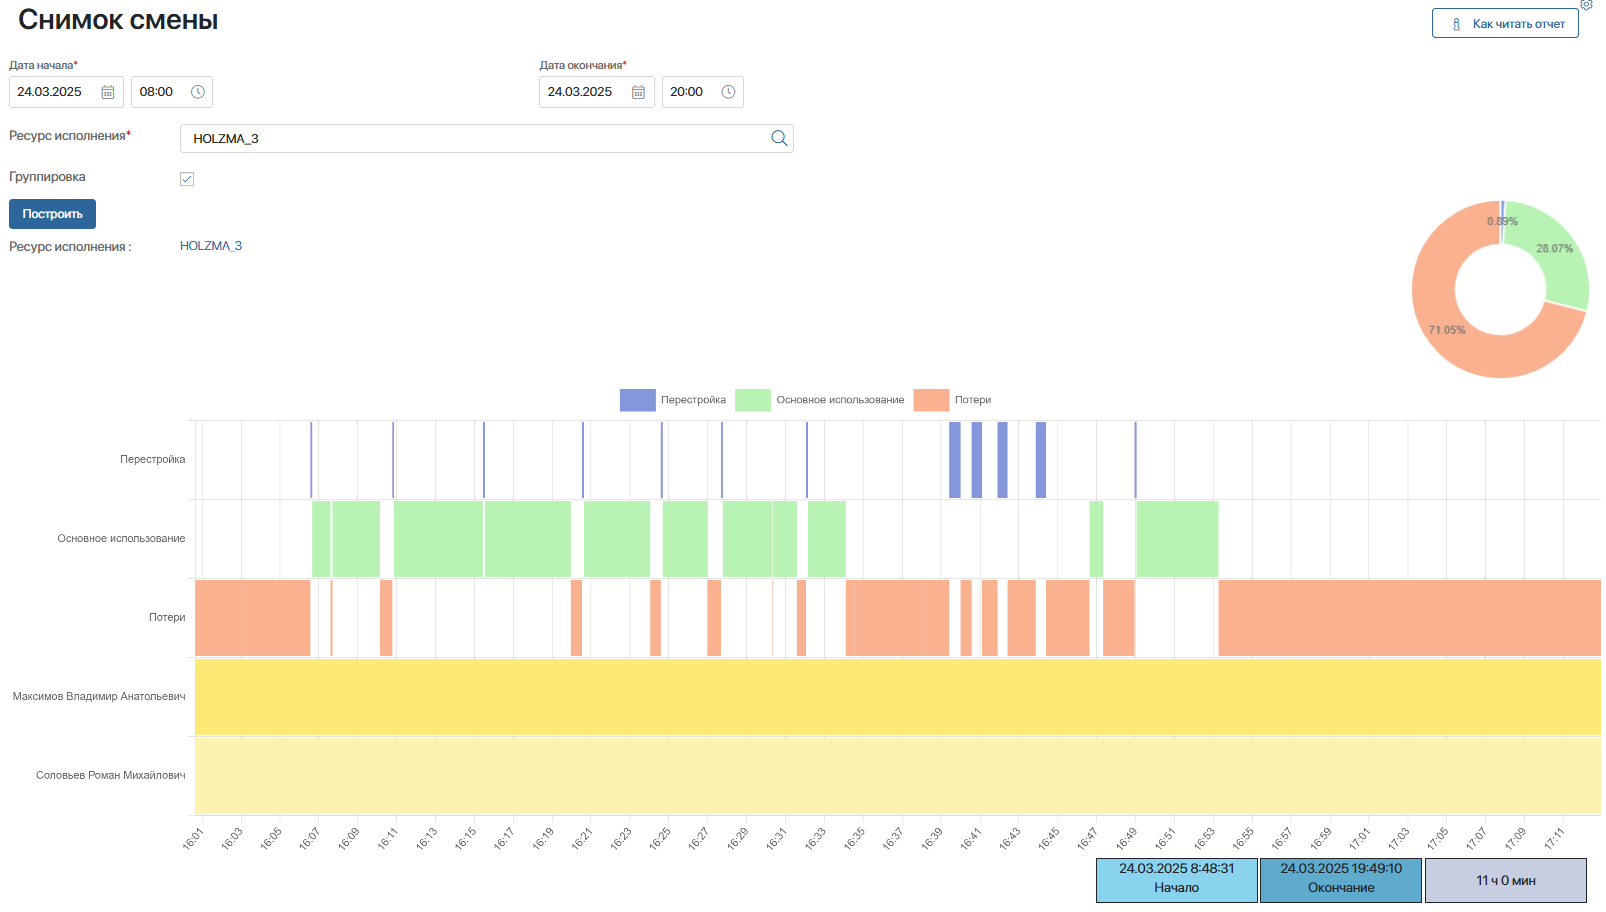 Снимок смены
Как читать отчет
Дата начала*
Дата окончания*
24.03.2025
08:00
24.03.2025
20:00
Ресурс исполнения*
HOLZMA_3
Группировка
Построить
Ресурс исполнения :
HOLZMA_3
0.89%
28.07%
71.05%
Перестройка
Основное использование
Потери
Перестройка
Основное использование
Потери
Максимов Владимир Анатольевич
Соловьев Роман Михайлович
16:01
16:03
16:05
16:07
16:09
16:11
16:13
16:15
16:17
16:19
16:21
16:23
16:25
16:27
16:29
16:31
16:33
16:35
16:37
16:39
16:41
16:43
16:45
16:47
16:49
16:51
16:53
16:55
16:57
16:59
17:01
17:03
17:05
17:07
17:09
17:11
24.03.2025 8:48:31
Начало
24.03.2025 19:49:10
Окончание
11 ч 0 мин